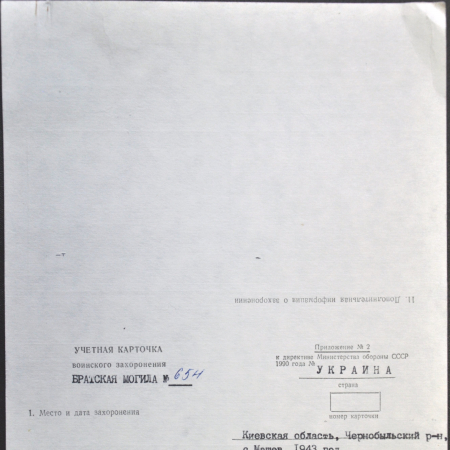 11. Дополнительная информация о захоронении
УЧЕТНАЯ КАРТОЧКА
воинского захоронения
БРАТСКАЯ МОГИЛА № 654
Приложение № 2
к директиве Министерства обороны СССР
1990 года №
УКРАИНА
страна
номер карточки
1. Место и дата захоронения
Киевская область, Чернобыльский р-н,
с.Машев, 1943 год